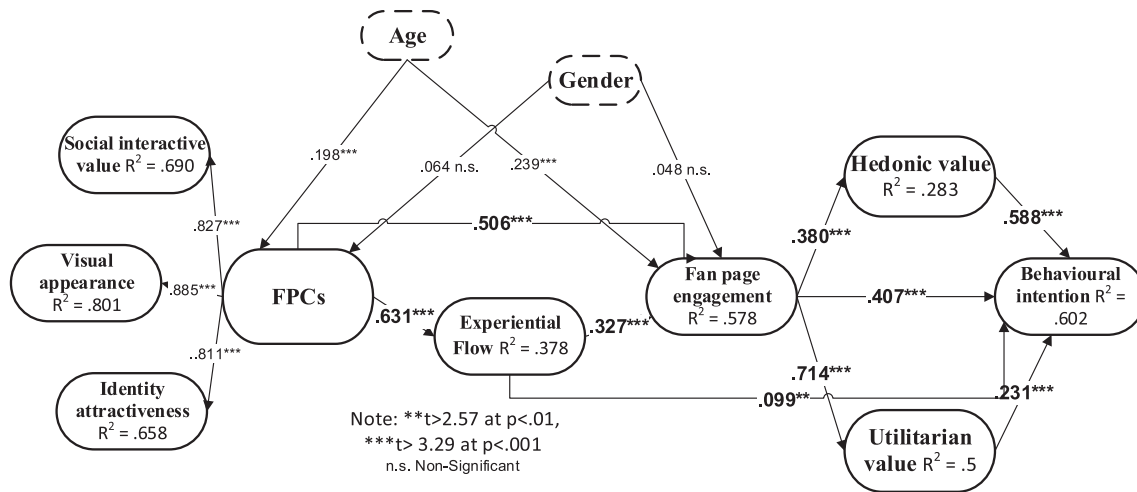 Age
Gender
Social interactive
value R² = .690
.198***
.064 n.s.
.239***
.048 n.s.
Hedonic value
R² = .283
.827***
.506***
.380***
.588***
Visual
appearance
R² = .801
.885***
FPCs
Fan page
engagement
R² = .578
.407***
Behavioural
intention R² =
.602
.631***
Experiential
Flow R² = .378
.327***
..811***
.714***
.099**
.231***
Identity
attractiveness
R² = .658
Note: **t>2.57 at p<.01,
***t> 3.29 at p<.001
n.s. Non-Significant
Utilitarian
value R² = .5